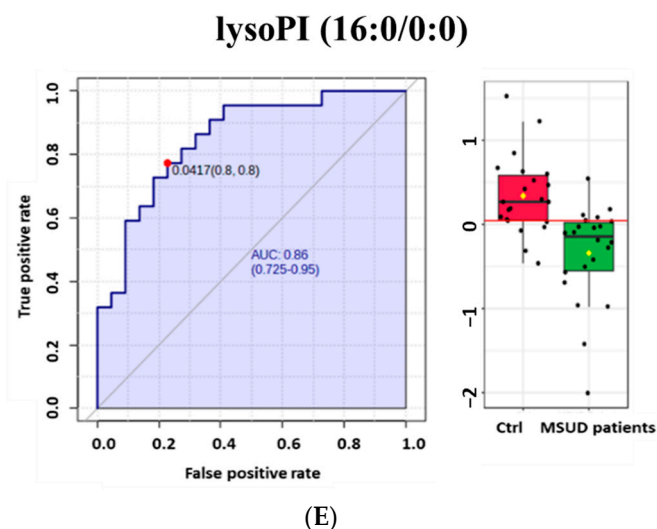 lysoPI (16:0/0:0)
True positive rate
1.0
0.8
0.6
0.4
0.2
0.0
0.0417(0.8, 0.8)
AUC: 0.86
(0.725-0.95)
0.0 0.2 0.4 0.6 0.8 1.0
False positive rate
1
0
−1
−2
Ctrl MSUD patients
(E)